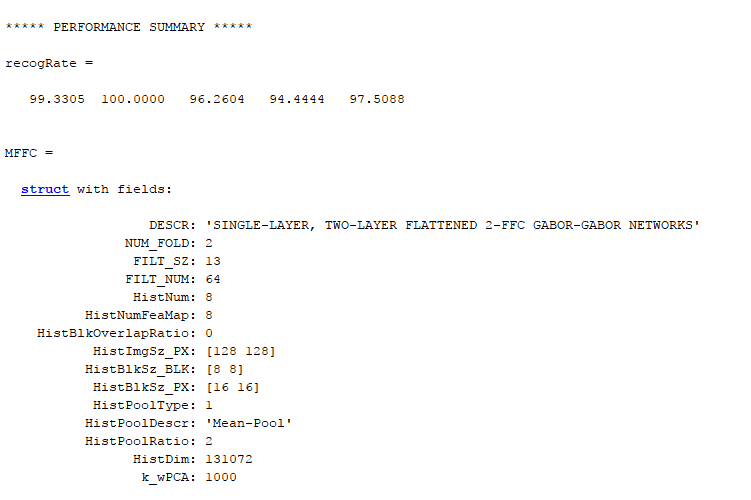 ***** PERFORMANCE SUMMARY *****
recogRate =
99.3305 100.0000 96.2604 94.4444 97.5088
MFFC =
struct with fields:
DESCR: 'SINGLE-LAYER, TWO-LAYER FLATTENED 2-FFC GABOR-GABOR NETWORKS'
NUM_FOLD: 2
FILT_SZ: 13
FILT_NUM: 64
HistNum: 8
HistNumFeaMap: 8
HistBlkOverlapRatio: 0
HistImgSz_PX: [128 128]
HistBlkSz_BLK: [8 8]
HistBlkSz_PX: [16 16]
HistPoolType: 1
HistPoolDescr: 'Mean-Pool'
HistPoolRatio: 2
HistDim: 131072
k_wPCA: 1000